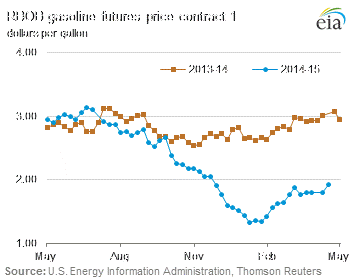 RBOB gasoline futures price contract 1
dollars per gallon
eia
4.00
2013-14
2014-15
3.00
2.00
1.00
May
Aug
Nov
Feb
May
Source: U.S. Energy Information Administration, Thomson Reuters